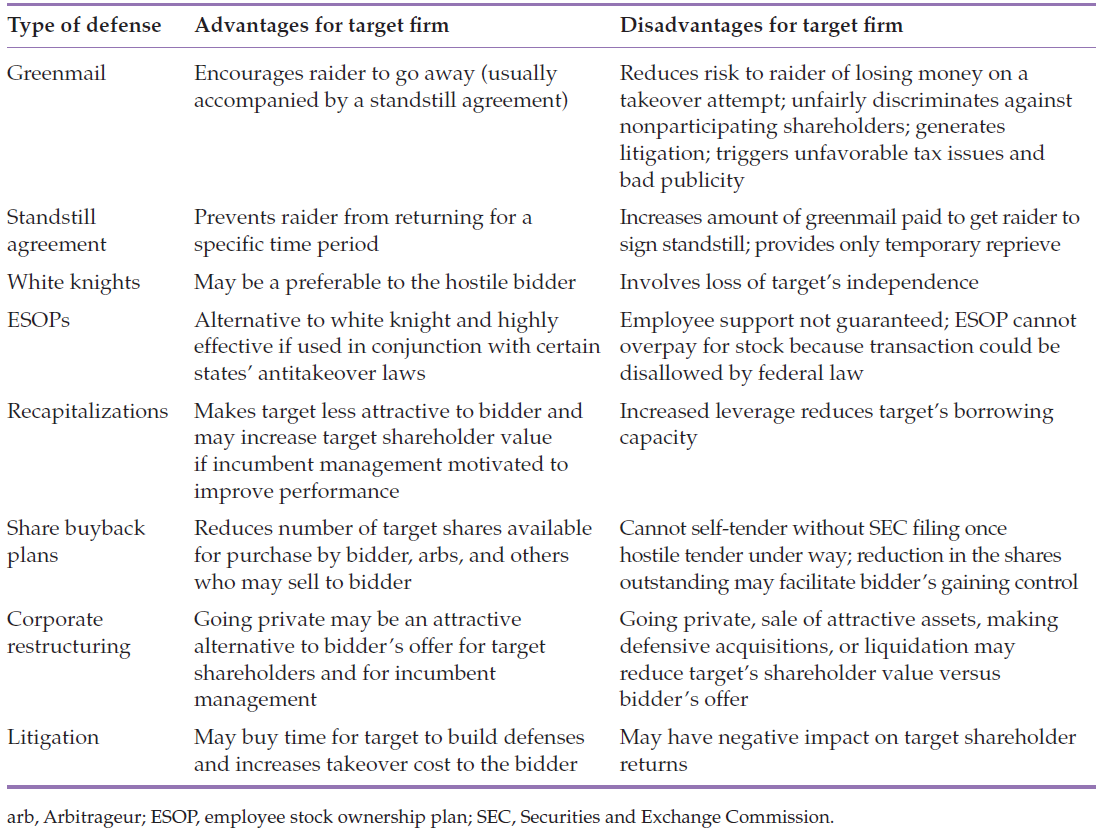 Type of defense Advantages for target firm Disadvantages for target firm
Greenmail Encourages raider to go away (usually Reduces risk to raider of losing money on a
accompanied by a standstill agreement) takeover attempt; unfairly discriminates against
nonparticipating shareholders; generates
litigation; triggers unfavorable tax issues and
bad publicity
Standstill Prevents raider from returning for a Increases amount of greenmail paid to get raider to
agreement specific time period sign standstill; provides only temporary reprieve
White knights May be a preferable to the hostile bidder Involves loss of target’s independence
ESOPs Alternative to white knight and highly Employee support not guaranteed; ESOP cannot
effective if used in conjunction with certain overpay for stock because transaction could be
states’ antitakeover laws disallowed by federal law
Recapitalizations Makes target less attractive to bidder and Increased leverage reduces target’s borrowing
may increase target shareholder value capacity
if incumbent management motivated to
improve performance
Share buyback Reduces number of target shares available Cannot self-tender without SEC filing once
plans for purchase by bidder, arbs, and others hostile tender under way; reduction in the shares
who may sell to bidder outstanding may facilitate bidder’s gaining control
Corporate Going private may be an attractive Going private, sale of attractive assets, making
restructuring alternative to bidder’s offer for target defensive acquisitions, or liquidation may
shareholders and for incumbent reduce target’s shareholder value versus
management bidder’s offer
Litigation May buy time for target to build defenses May have negative impact on target shareholder
and increases takeover cost to the bidder returns
arb, Arbitrageur; ESOP, employee stock ownership plan; SEC, Securities and Exchange Commission.